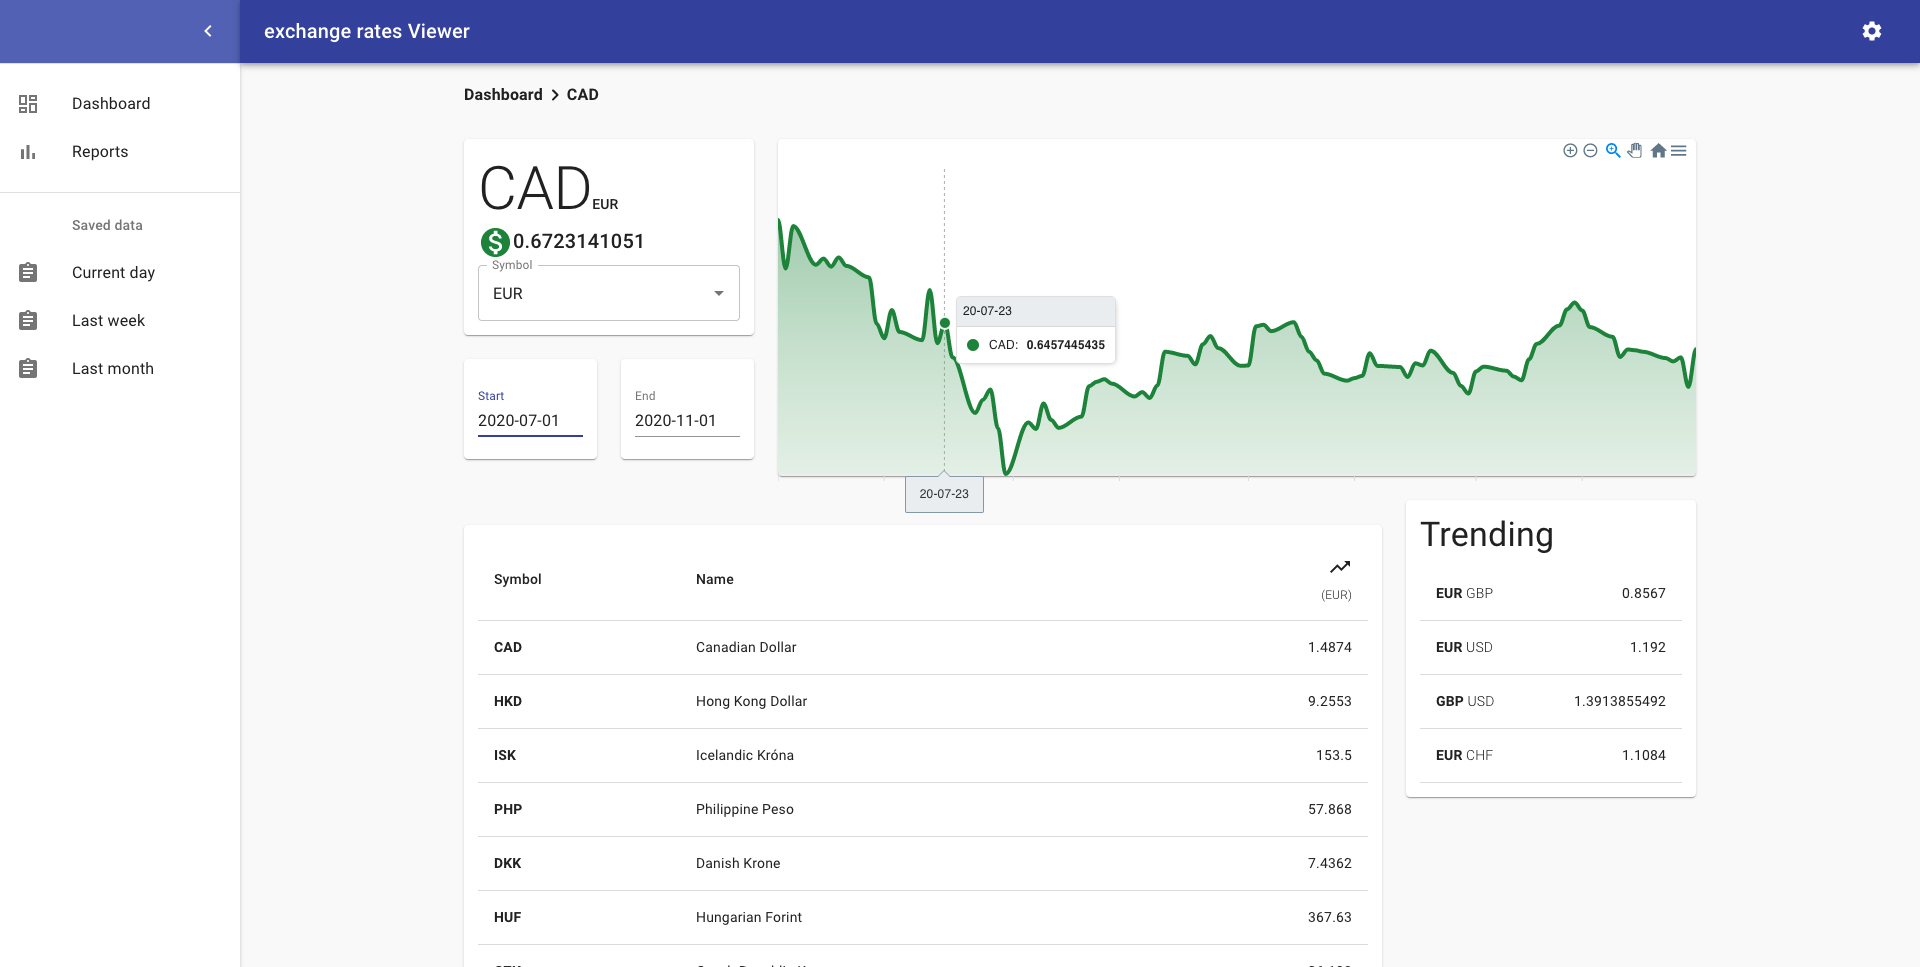 exchange rates Viewer
Dashboard
Reports
Saved data
Current day
Last week
Last month
Dashboard > CAD
CAD EUR
$ 0.6723141051
Symbol
EUR
Start
2020-07-01
End
2020-11-01
20-07-23
CAD: 0.6457445435
20-07-23
Symbol Name
(EUR)
CAD Canadian Dollar 1.4874
HKD Hong Kong Dollar 9.2553
ISK Icelandic Króna 153.5
PHP Philippine Peso 57.868
DKK Danish Krone 7.4362
HUF Hungarian Forint 367.63
Trending
EUR GBP 0.8567
EUR USD 1.192
GBP USD 1.3913855492
EUR CHF 1.1084